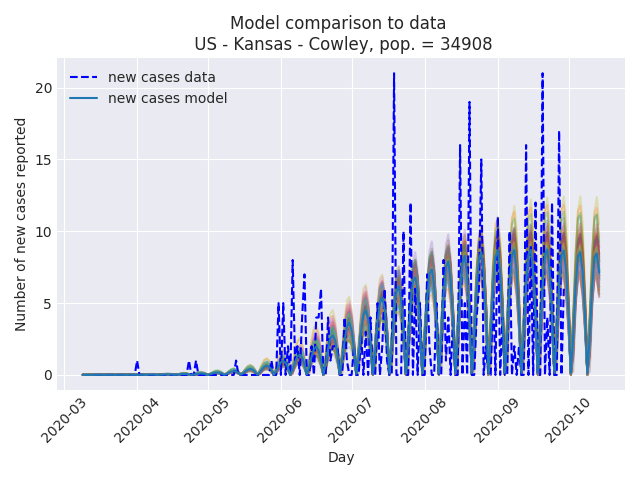 Model comparison to data
US - Kansas - Cowley, pop. = 34908
new cases data
new cases model
Number of new cases reported
20
15
10
5
0
2020-03
2020-04
2020-05
2020-06
2020-07
2020-08
2020-09
2020-10
Day